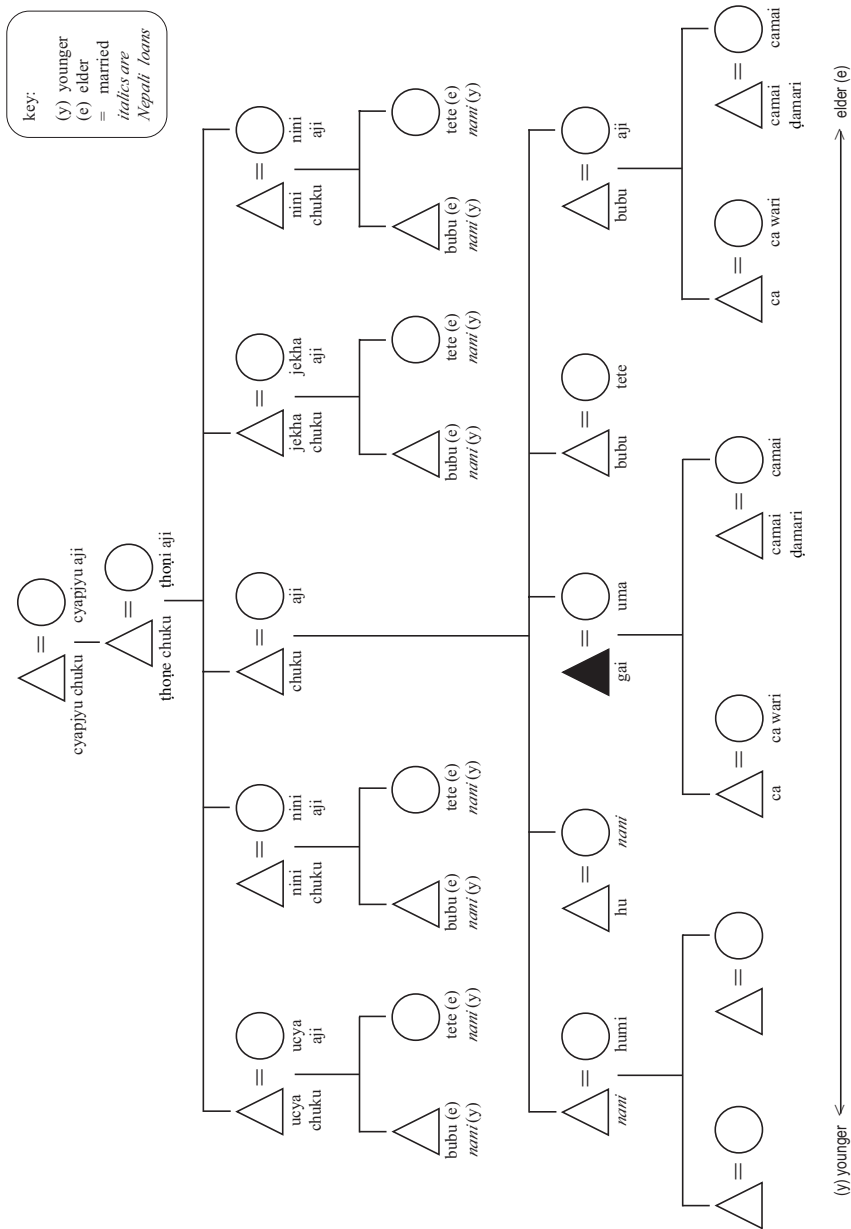 key:
(y) younger
(e) elder
= married
italics are
Nepali loans
cyapjyu chuku
=
cyapjyu aji
ṭhoņe chuku
=
ṭhoņi aji
ucya
chuku
=
ucya
aji
nini
chuku
=
nini
aji
chuku
=
aji
jekha
chuku
=
jekha
aji
nini
chuku
=
nini
aji
bubu (e)
nani (y)
tete (e)
nani (y)
bubu (e)
nani (y)
tete (e)
nani (y)
bubu (e)
nani (y)
tete (e)
nani (y)
bubu (e)
nani (y)
tete (e)
nani (y)
nani
=
humi
hu
=
nani
gai
=
uma
bubu
=
tete
bubu
=
aji
=
=
ca
=
ca wari
camai
ḍamari
=
camai
ca
=
ca wari
camai
ḍamari
=
camai
(y) younger
elder (e)